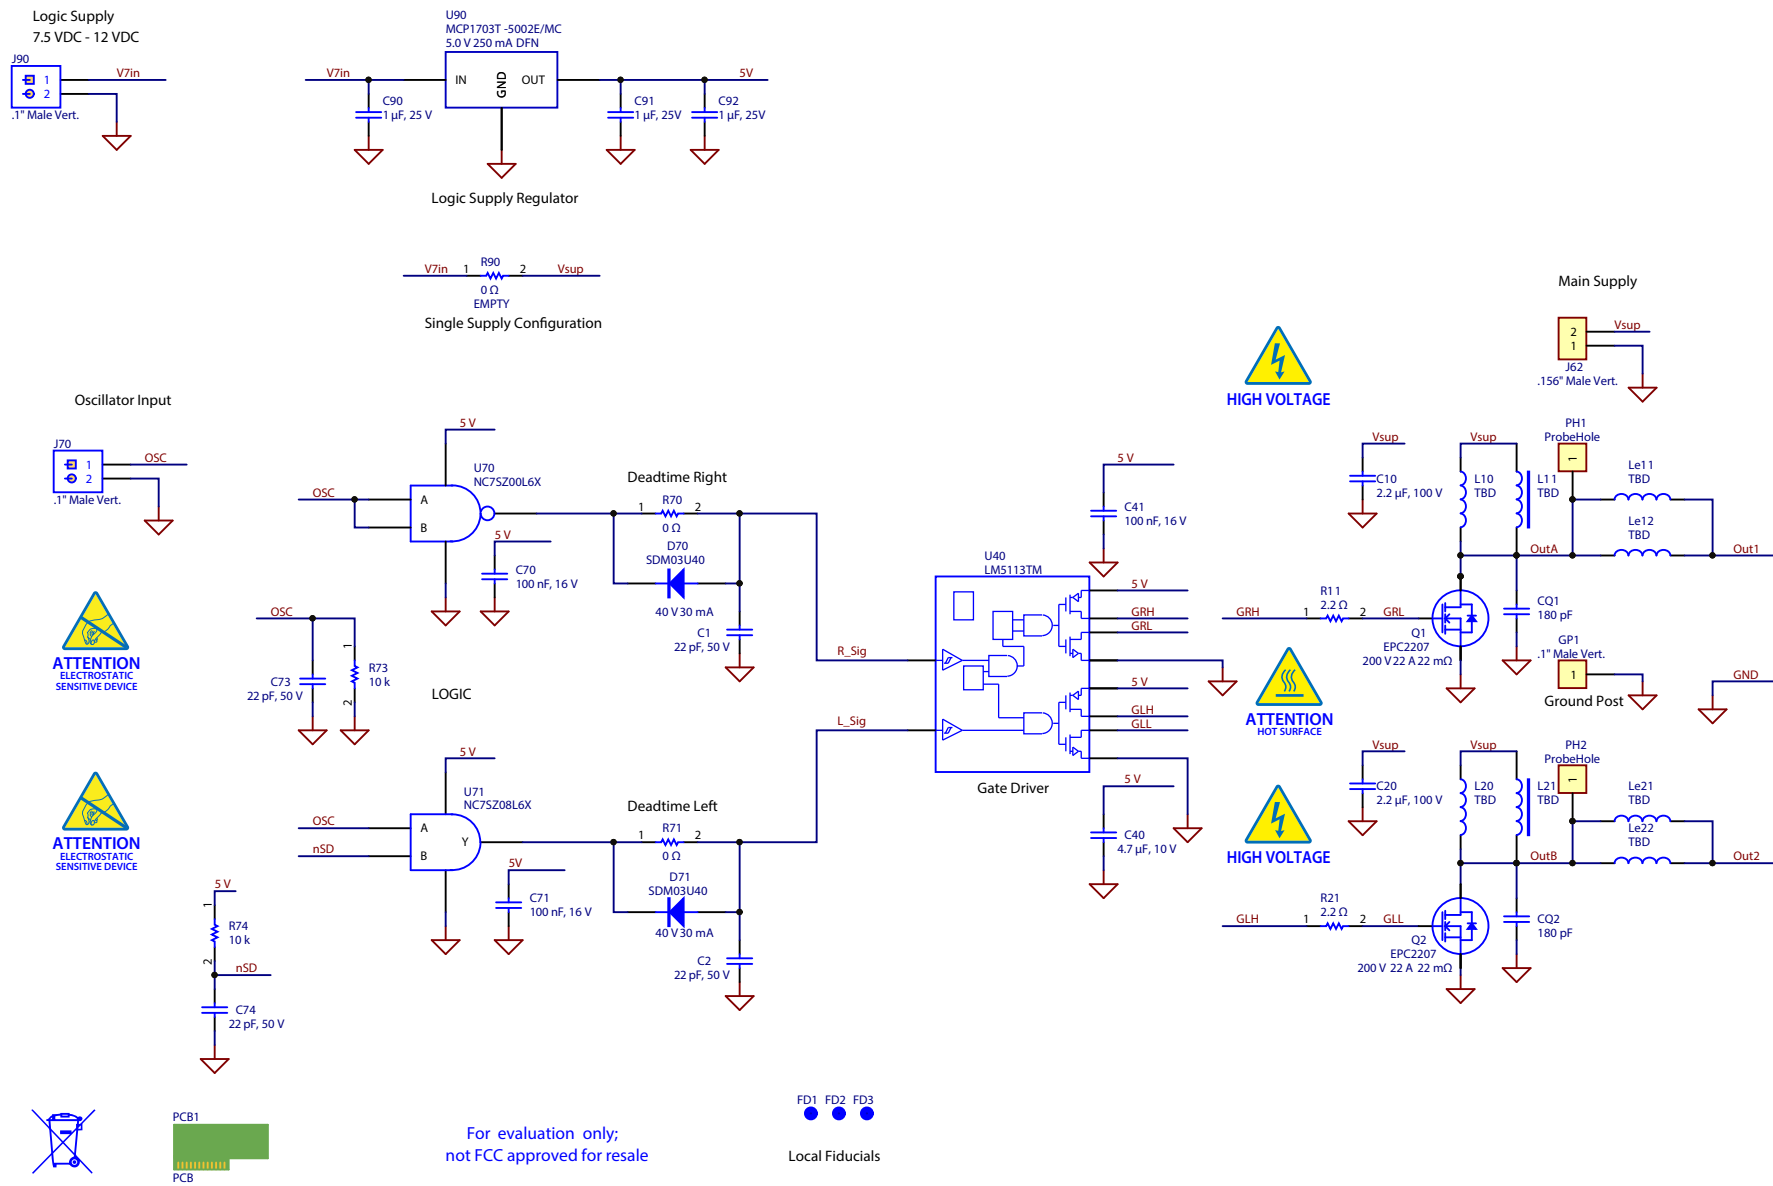 Logic Supply
7.5 VDC - 12 VDC
J90
1
2
V7in
.1" Male Vert.
U90
MCP1703T -5002E/MC
5.0 V 250 mA DFN
V7in
IN
GND
OUT
5V
C90
1 µF, 25 V
C91
1 µF, 25V
C92
1 µF, 25V
Logic Supply Regulator
V7in
1
R90
2
Vsup
0 Ω
EMPTY
Single Supply Configuration
Main Supply
2
1
Vsup
J62
.156" Male Vert.
HIGH VOLTAGE
Oscillator Input
J70
1
2
OSC
.1" Male Vert.
5 V
U70
NC7SZ00L6X
OSC
A
B
5 V
C70
100 nF, 16 V
Deadtime Right
R70
1
2
0 Ω
D70
SDM03U40
40 V 30 mA
C1
22 pF, 50 V
5 V
C41
100 nF, 16 V
U40
LM5113TM
R_Sig
L_Sig
5 V
GRH
GRL
5 V
GLH
GLL
Gate Driver
5 V
C40
4.7 µF, 10 V
Vsup
C10
2.2 µF, 100 V
Vsup
L10
TBD
L11
TBD
PH1
ProbeHole
1
Le11
TBD
Le12
TBD
OutA
Out1
GRH
1
R11
2.2 Ω
2
GRL
Q1
EPC2207
200 V 22 A 22 mΩ
CQ1
180 pF
GP1
.1" Male Vert.
1
Ground Post
GND
ATTENTION
HOT SURFACE
ATTENTION
ELECTROSTATIC
SENSITIVE DEVICE
OSC
C73
22 pF, 50 V
1
R73
10 k
2
LOGIC
ATTENTION
ELECTROSTATIC
SENSITIVE DEVICE
5 V
U71
NC7SZ08L6X
OSC
nSD
A
B
Y
5V
C71
100 nF, 16 V
Deadtime Left
R71
1
2
0 Ω
D71
SDM03U40
40 V 30 mA
C2
22 pF, 50 V
5 V
1
R74
10 k
2
nSD
C74
22 pF, 50 V
HIGH VOLTAGE
Vsup
C20
2.2 µF, 100 V
Vsup
L20
TBD
L21
TBD
PH2
ProbeHole
1
Le21
TBD
Le22
TBD
OutB
Out2
GLH
1
R21
2.2 Ω
2
GLL
Q2
EPC2207
200 V 22 A 22 mΩ
CQ2
180 pF
PCB1
PCB
For evaluation only;
not FCC approved for resale
FD1 FD2 FD3
Local Fiducials